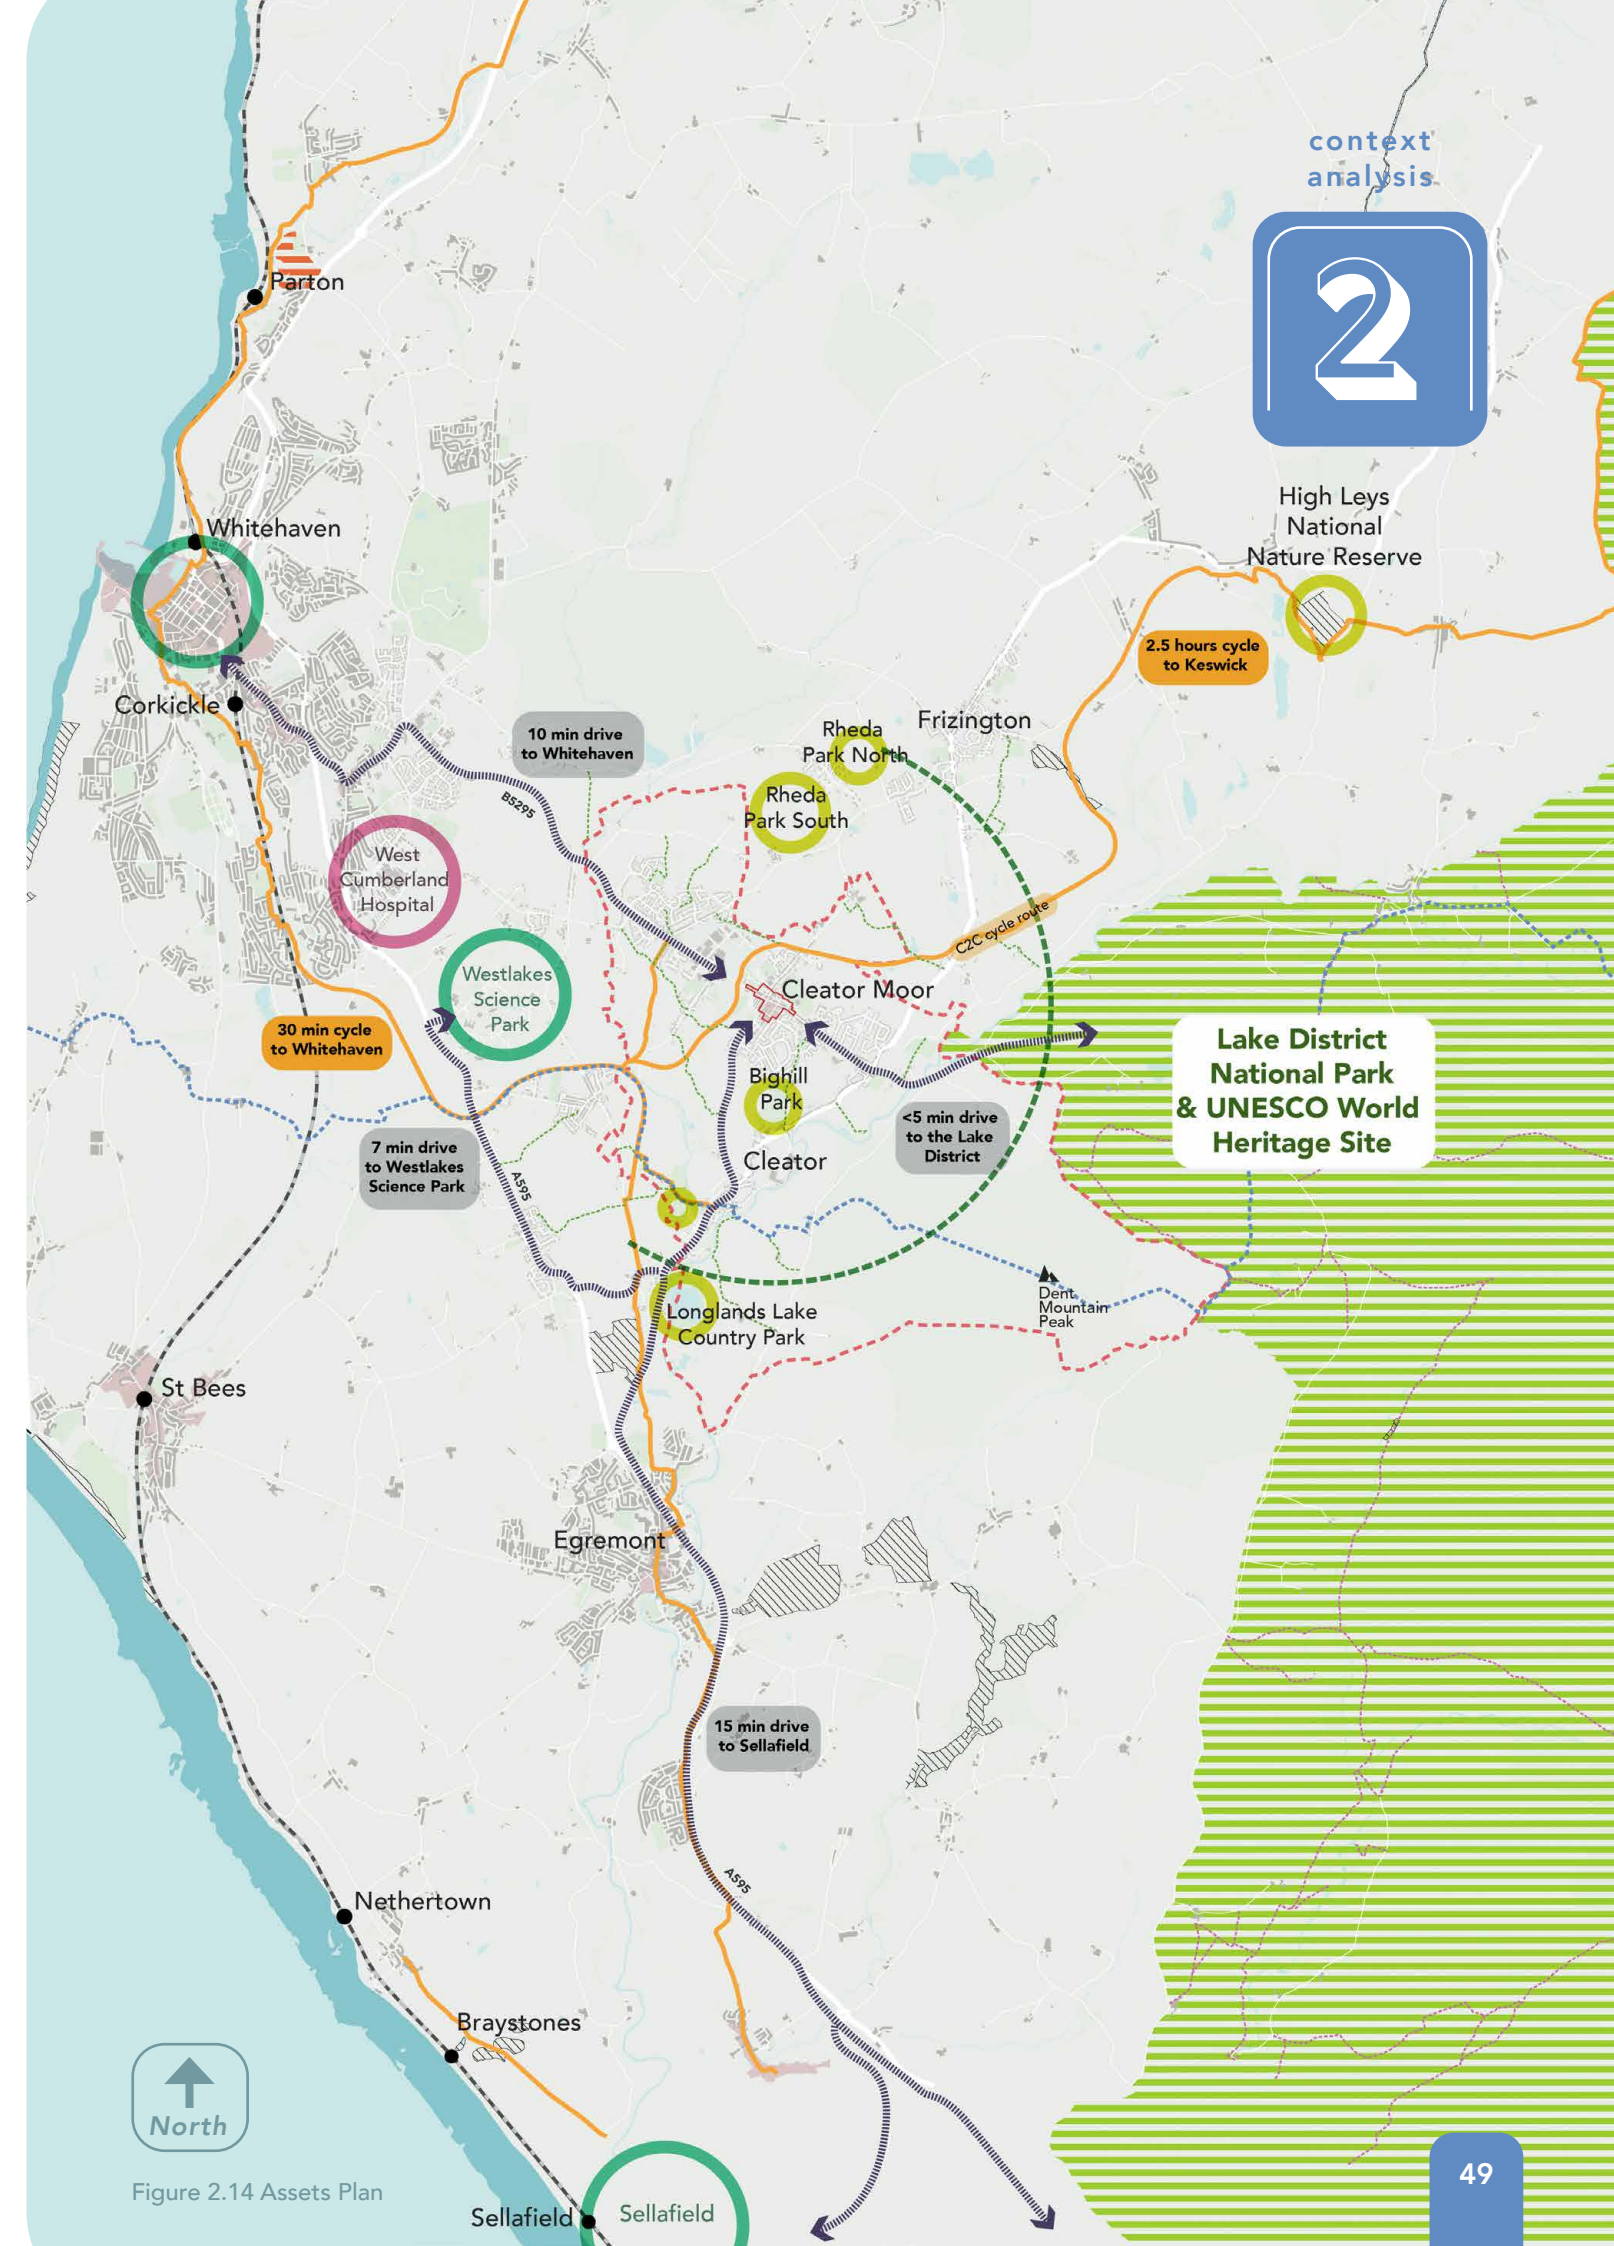 context
analysis
2
Parton
High Leys
National
Nature Reserve
Whitehaven
2.5 hours cycle
to Keswick
Corkickle
10 min drive
to Whitehaven
Rheda
Park North
Frizington
B5295
Rheda
Park South
West
Cumberland
Hospital
C2C cycle route
Westlakes
Science
Park
Cleator Moor
30 min cycle
to Whitehaven
Lake District
National Park
& UNESCO World
Heritage Site
Bighill
Park
<5 min drive
to the Lake
District
7 min drive
to Westlakes
Science Park
Cleator
A595
Dent
Mountain
Peak
Longlands Lake
Country Park
St Bees
Egremont
15 min drive
to Sellafield
A595
Nethertown
Braystones
North
Figure 2.14 Assets Plan
Sellafield
Sellafield
49